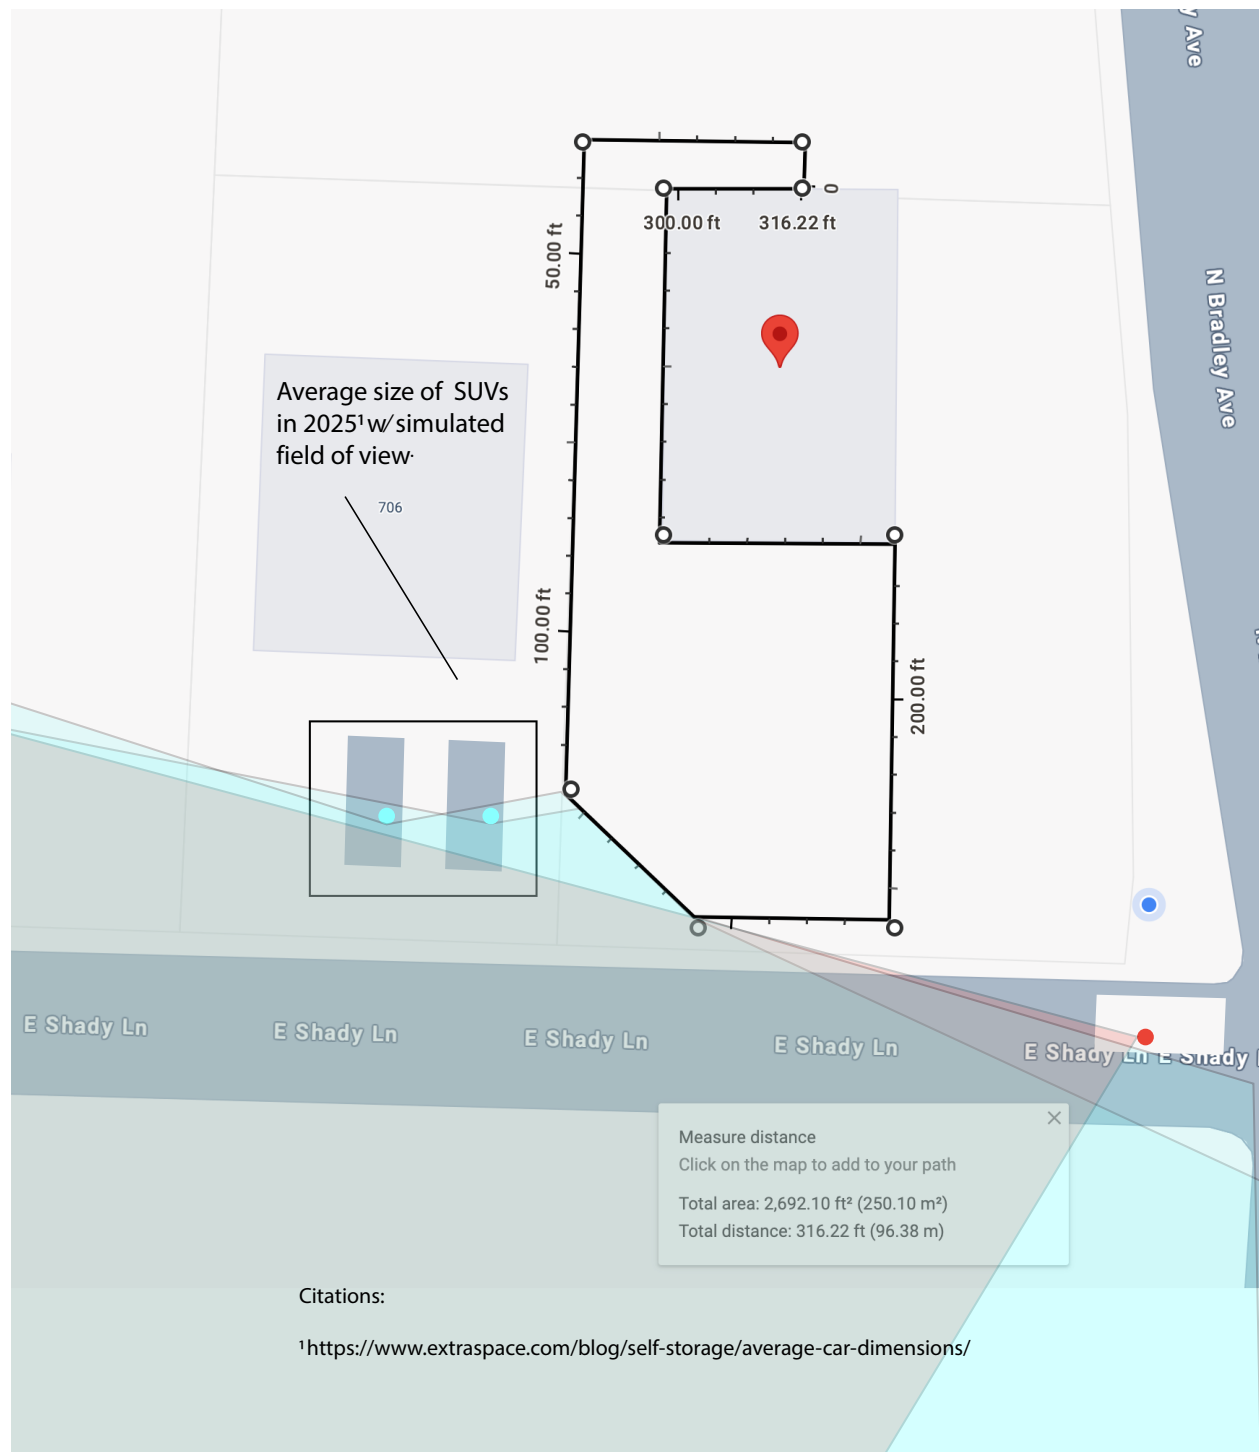 y Ave
0
300.00 ft
316.22 ft
50.00 ft
N Bradley Ave
Average size of SUVs
in 2025¹ w/ simulated
field of view.
706
100.00 ft
200.00 ft
E Shady Ln
E Shady Ln
E Shady Ln
E Shady Ln
E Shady Ln
E Shady
Measure distance
Click on the map to add to your path
Total area: 2,692.10 ft² (250.10 m²)
Total distance: 316.22 ft (96.38 m)
Citations:
¹https://www.extraspace.com/blog/self-storage/average-car-dimensions/